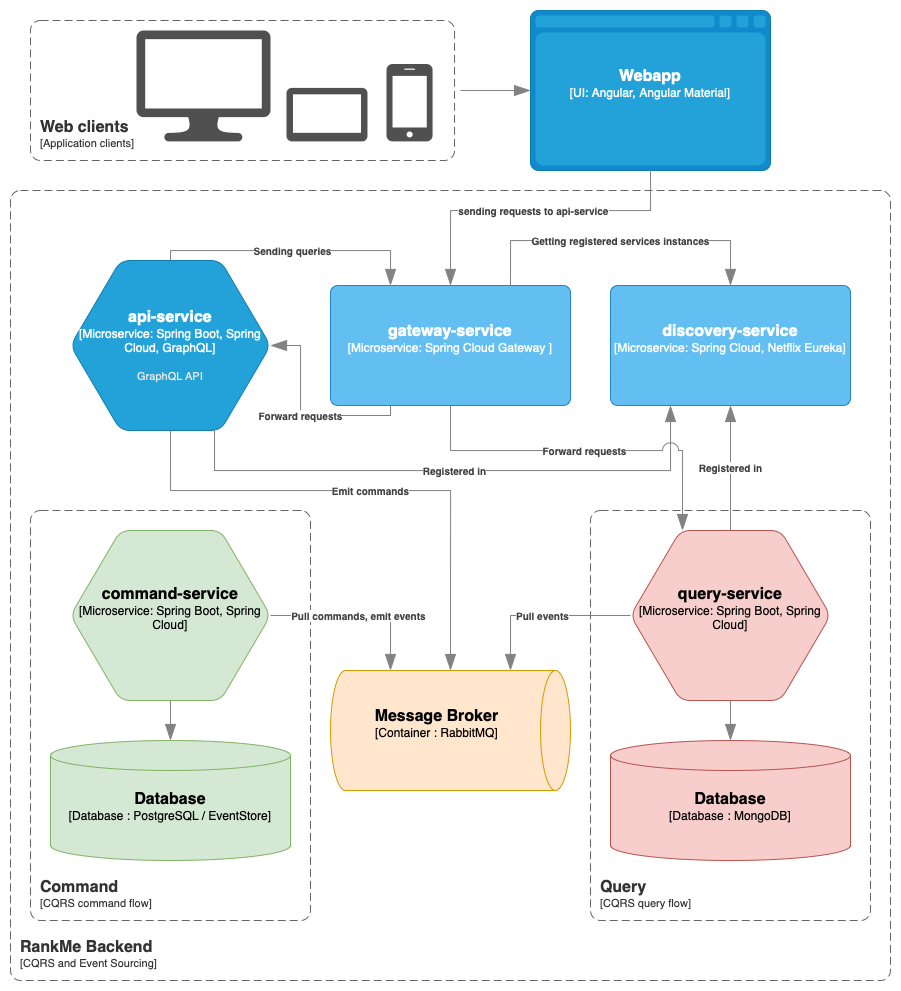 Webapp
[UI: Angular, Angular Material]
Web clients
[Application clients]
sending requests to api-service
Sending queries
Getting registered services instances
api-service
[Microservice: Spring Boot, Spring
Cloud, GraphQL]
GraphQL API
gateway-service
[Microservice: Spring Cloud Gateway ]
discovery-service
[Microservice: Spring Cloud, Netflix Eureka]
Forward requests
Forward requests
Registered in
Registered in
Emit commands
command-service
[Microservice: Spring Boot, Spring
Cloud]
Pull commands, emit events
Pull events
query-service
[Microservice: Spring Boot, Spring
Cloud]
Message Broker
[Container : RabbitMQ]
Database
[Database : PostgreSQL / EventStore]
Database
[Database : MongoDB]
Command
[CQRS command flow]
Query
[CQRS query flow]
RankMe Backend
[CQRS and Event Sourcing]